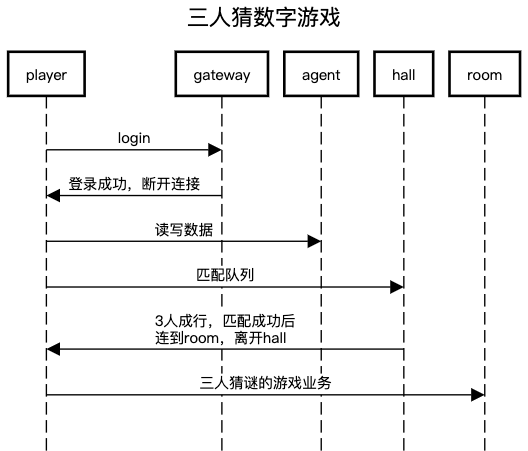 三人猜数字游戏
player
gateway
agent
hall
room
login
登录成功，断开连接
读写数据
匹配队列
3人成行，匹配成功后
连到room，离开hall
三人猜谜的游戏业务